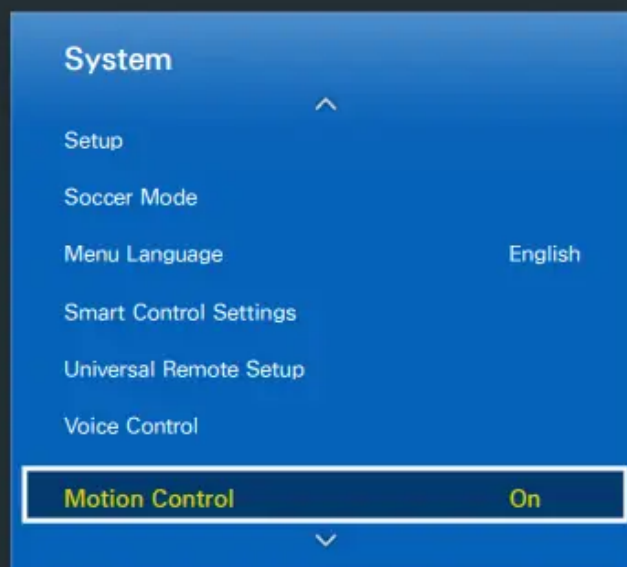 System
Setup
Soccer Mode
Menu Language English
Smart Control Settings
Universal Remote Setup
Voice Control
Motion Control On